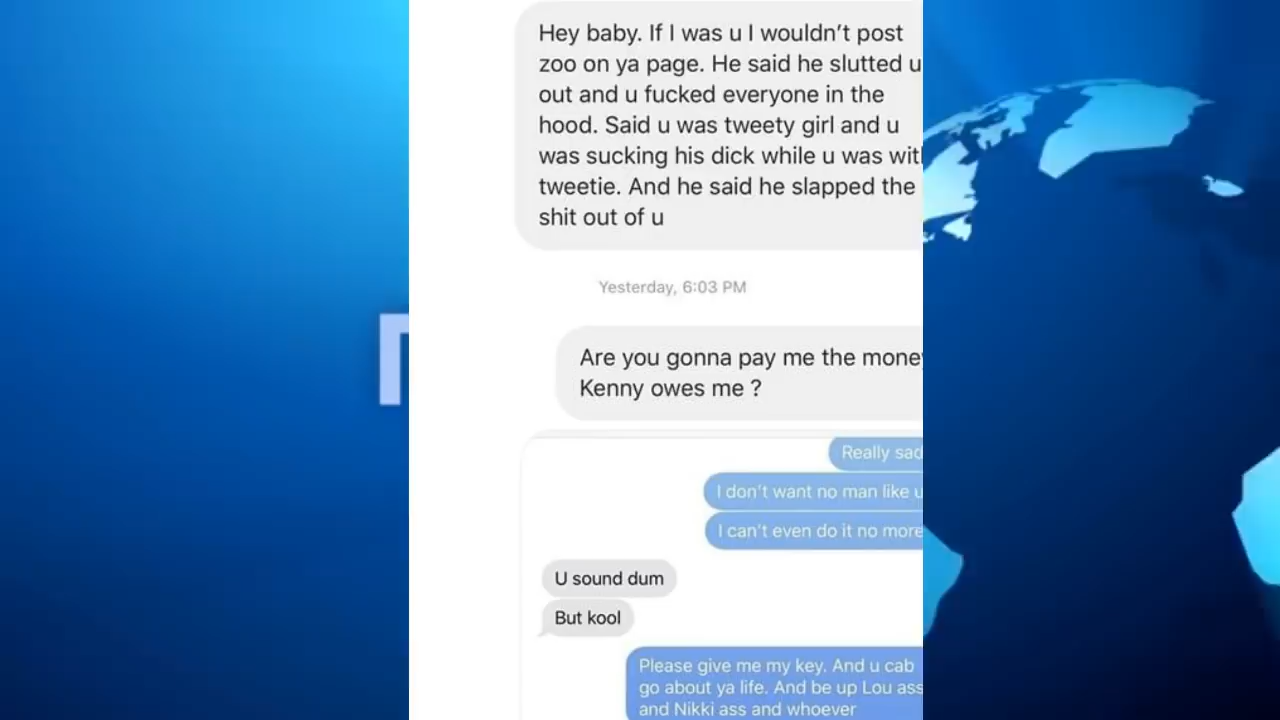 Hey baby. If I was u I wouldn't post
zoo on ya page. He said he slutted u
out and u fucked everyone in the
hood. Said u was tweety girl and u
was sucking his dick while u was
tweetie. And he said he slapped the
shit out of u
Yesterday, 6:03 PM
Are you gonna pay me the
Kenny owes me ?
Really sad
I don't want no man like u
I can't even do it no more
U sound dum
But kool
Please give me my key. And u cab
go about ya life. And be up Lou ass
and Nikki ass and whoever